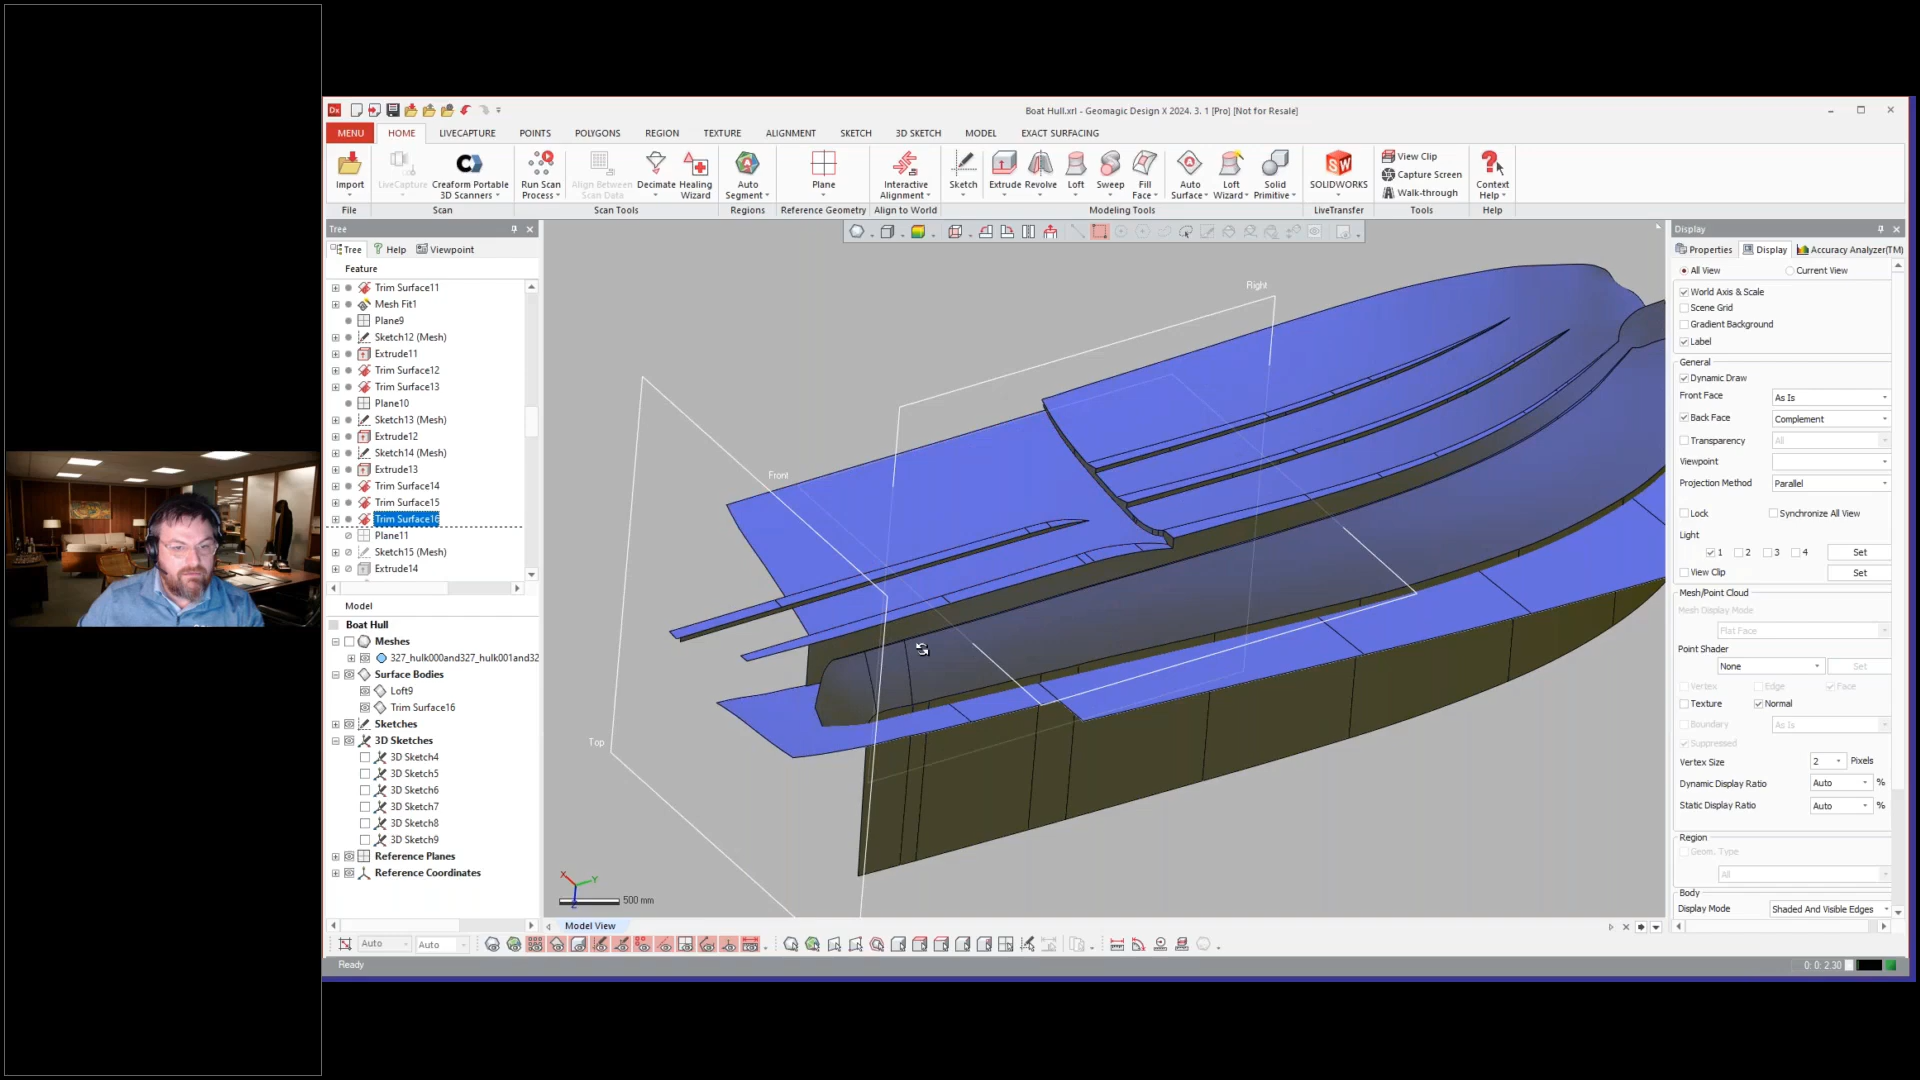 Boat Hull.xrl - Geomagic Design X 2024. 3. 1 [Pro] [Not for Resale]
MENU HOME LIVECAPTURE POINTS POLYGONS REGION TEXTURE ALIGNMENT SKETCH 3D SKETCH MODEL EXACT SURFACING
Import LiveCapture Creaform Portable 3D Scanners Run Scan Process Align Between Scan Data Decimate Healing Wizard Auto Segment Plane Interactive Alignment Sketch Extrude Revolve Loft Sweep Fill Face Auto Surface Loft Wizard Solid Primitive SOLIDWORKS View Clip Capture Screen Walk-through Context Help
File Scan Scan Tools Regions Reference Geometry Align to World Modeling Tools LiveTransfer Tools Help
Tree
Tree Help Viewpoint
Feature
Trim Surface11
Mesh Fit1
Plane9
Sketch12 (Mesh)
Extrude11
Trim Surface12
Trim Surface13
Plane10
Sketch13 (Mesh)
Extrude12
Sketch14 (Mesh)
Extrude13
Trim Surface14
Trim Surface15
Trim Surface16
Plane11
Sketch15 (Mesh)
Extrude14
Model
Boat Hull
Meshes
327_hulk000and327_hulk001and32
Surface Bodies
Loft9
Trim Surface16
Sketches
3D Sketches
3D Sketch4
3D Sketch5
3D Sketch6
3D Sketch7
3D Sketch8
3D Sketch9
Reference Planes
Reference Coordinates
Right
Front
Top
X Y
500 mm
Model View
Auto Auto
Ready
0: 0: 2.30
Display
Properties Display Accuracy Analyzer(TM)
All View Current View
World Axis & Scale
Scene Grid
Gradient Background
Label
General
Dynamic Draw
Front Face As Is
Back Face Complement
Transparency All
Viewpoint
Projection Method Parallel
Lock Synchronize All View
Light
1 2 3 4 Set
View Clip Set
Mesh/Point Cloud
Mesh Display Mode
Flat Face
Point Shader
None Set
Vertex Edge Face
Texture Normal
Boundary As Is
Suppressed
Vertex Size 2 Pixels
Dynamic Display Ratio Auto %
Static Display Ratio Auto %
Region
Geom. Type
All
Body
Display Mode Shaded And Visible Edges